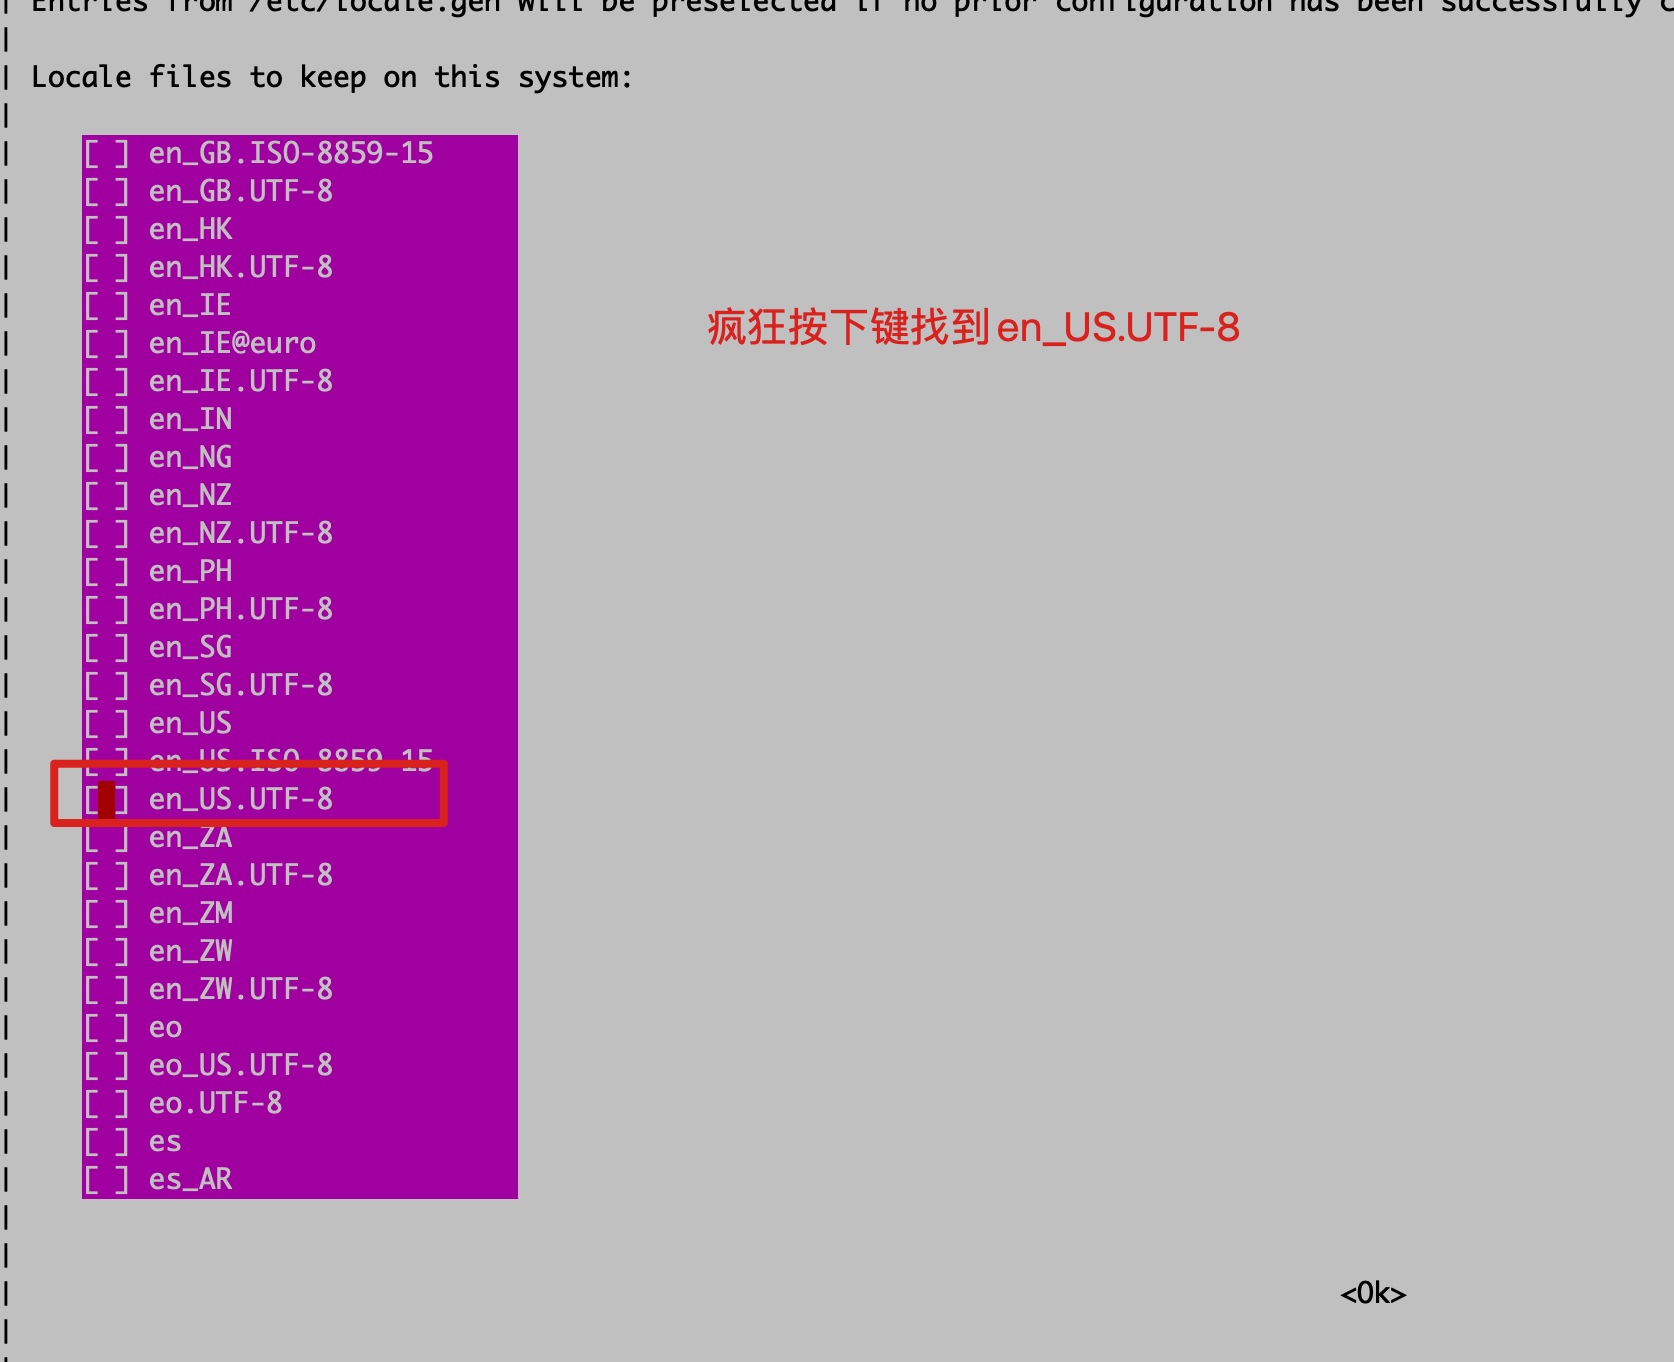 Entries from /etc/locale.gen will be preselected if no prior configuration has been successfully c
Locale files to keep on this system:
[ ] en_GB.ISO-8859-15
[ ] en_GB.UTF-8
[ ] en_HK
[ ] en_HK.UTF-8
[ ] en_IE
疯狂按下键找到en_US.UTF-8
[ ] en_IE@euro
[ ] en_IE.UTF-8
[ ] en_IN
[ ] en_NG
[ ] en_NZ
[ ] en_NZ.UTF-8
[ ] en_PH
[ ] en_PH.UTF-8
[ ] en_SG
[ ] en_SG.UTF-8
[ ] en_US
[ ] en_US.ISO-8859-15
[ ] en_US.UTF-8
[ ] en_ZA
[ ] en_ZA.UTF-8
[ ] en_ZM
[ ] en_ZW
[ ] en_ZW.UTF-8
[ ] eo
[ ] eo_US.UTF-8
[ ] eo.UTF-8
[ ] es
[ ] es_AR
<Ok>